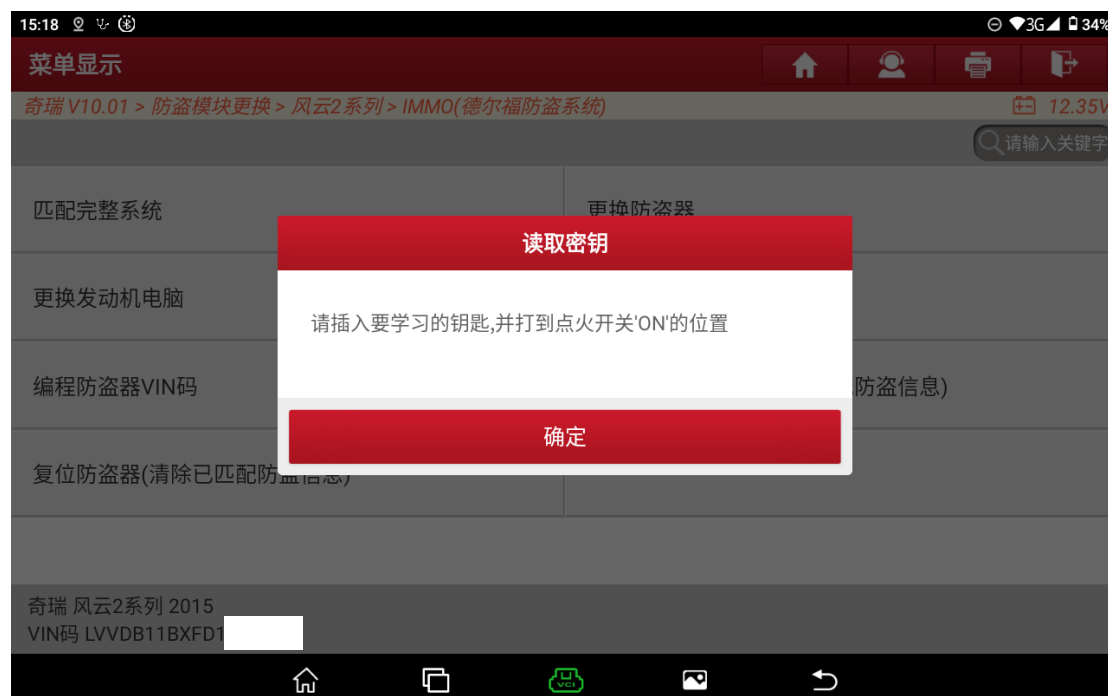 15:18
3G 34%
菜单显示
奇瑞 V10.01 > 防盗模块更换 > 风云2系列 > IMMO(德尔福防盗系统)
12.35V
请输入关键字
匹配完整系统
更换防盗器
读取密钥
更换发动机电脑
请插入要学习的钥匙,并打到点火开关'ON'的位置
编程防盗器VIN码
防盗信息)
确定
复位防盗器(清除已匹配防盗信息)
奇瑞 风云2系列 2015
VIN码 LVVDB11BXFD1
VCI